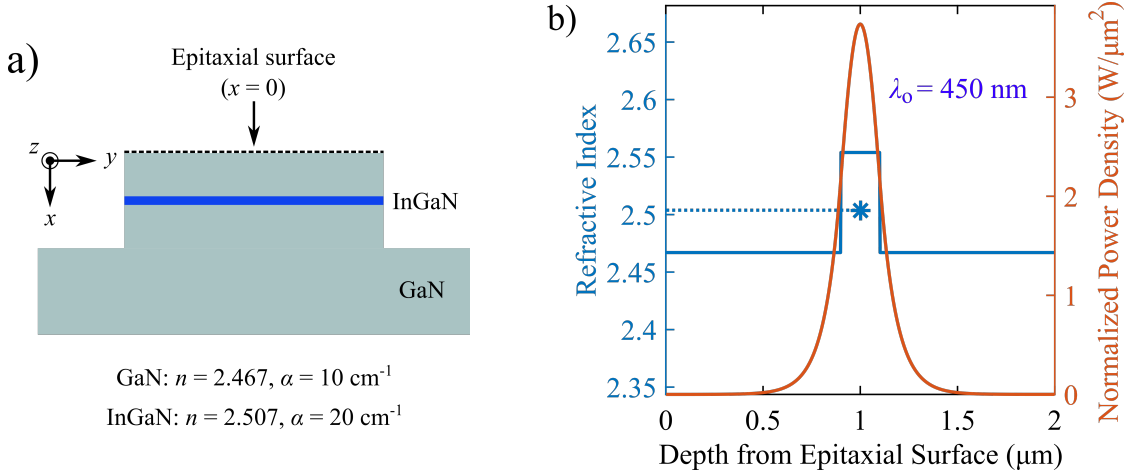 a)
Epitaxial surface
(x = 0)
z
y
x
InGaN
GaN
GaN: n = 2.467, α = 10 cm⁻¹
InGaN: n = 2.507, α = 20 cm⁻¹
b)
λₒ = 450 nm
Refractive Index
2.65
2.6
2.55
2.5
2.45
2.4
2.35
0
0.5
1
1.5
2
Depth from Epitaxial Surface (μm)
3
2
1
0
Normalized Power Density (W/μm²)